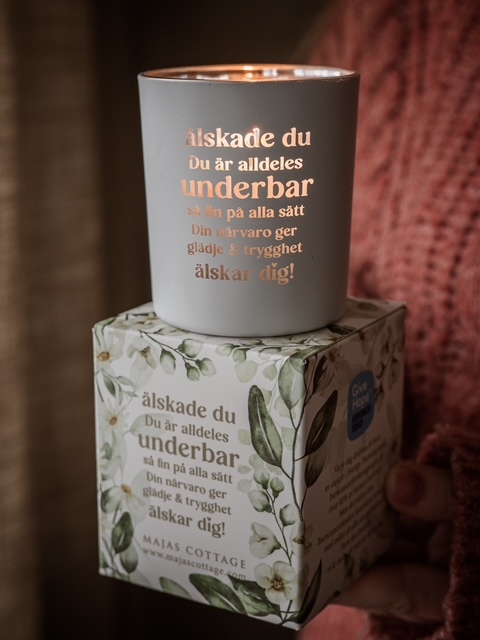 älskade du
Du är alldeles
underbar
så fin på alla sätt
Din närvaro ger
glädje & trygghet
älskar dig!
älskade du
Du är alldeles
underbar
så fin på alla sätt
Din närvaro ger
glädje & trygghet
älskar dig!
MAJAS COTTAGE
www.majascottage.com
Give
Hope